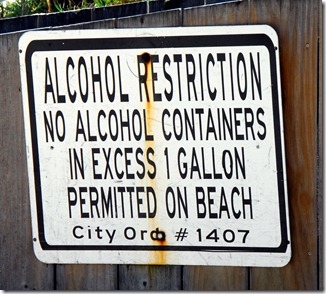 ALCOHOL RESTRICTION
NO ALCOHOL CONTAINERS
IN EXCESS 1 GALLON
PERMITTED ON BEACH
City Ord # 1407